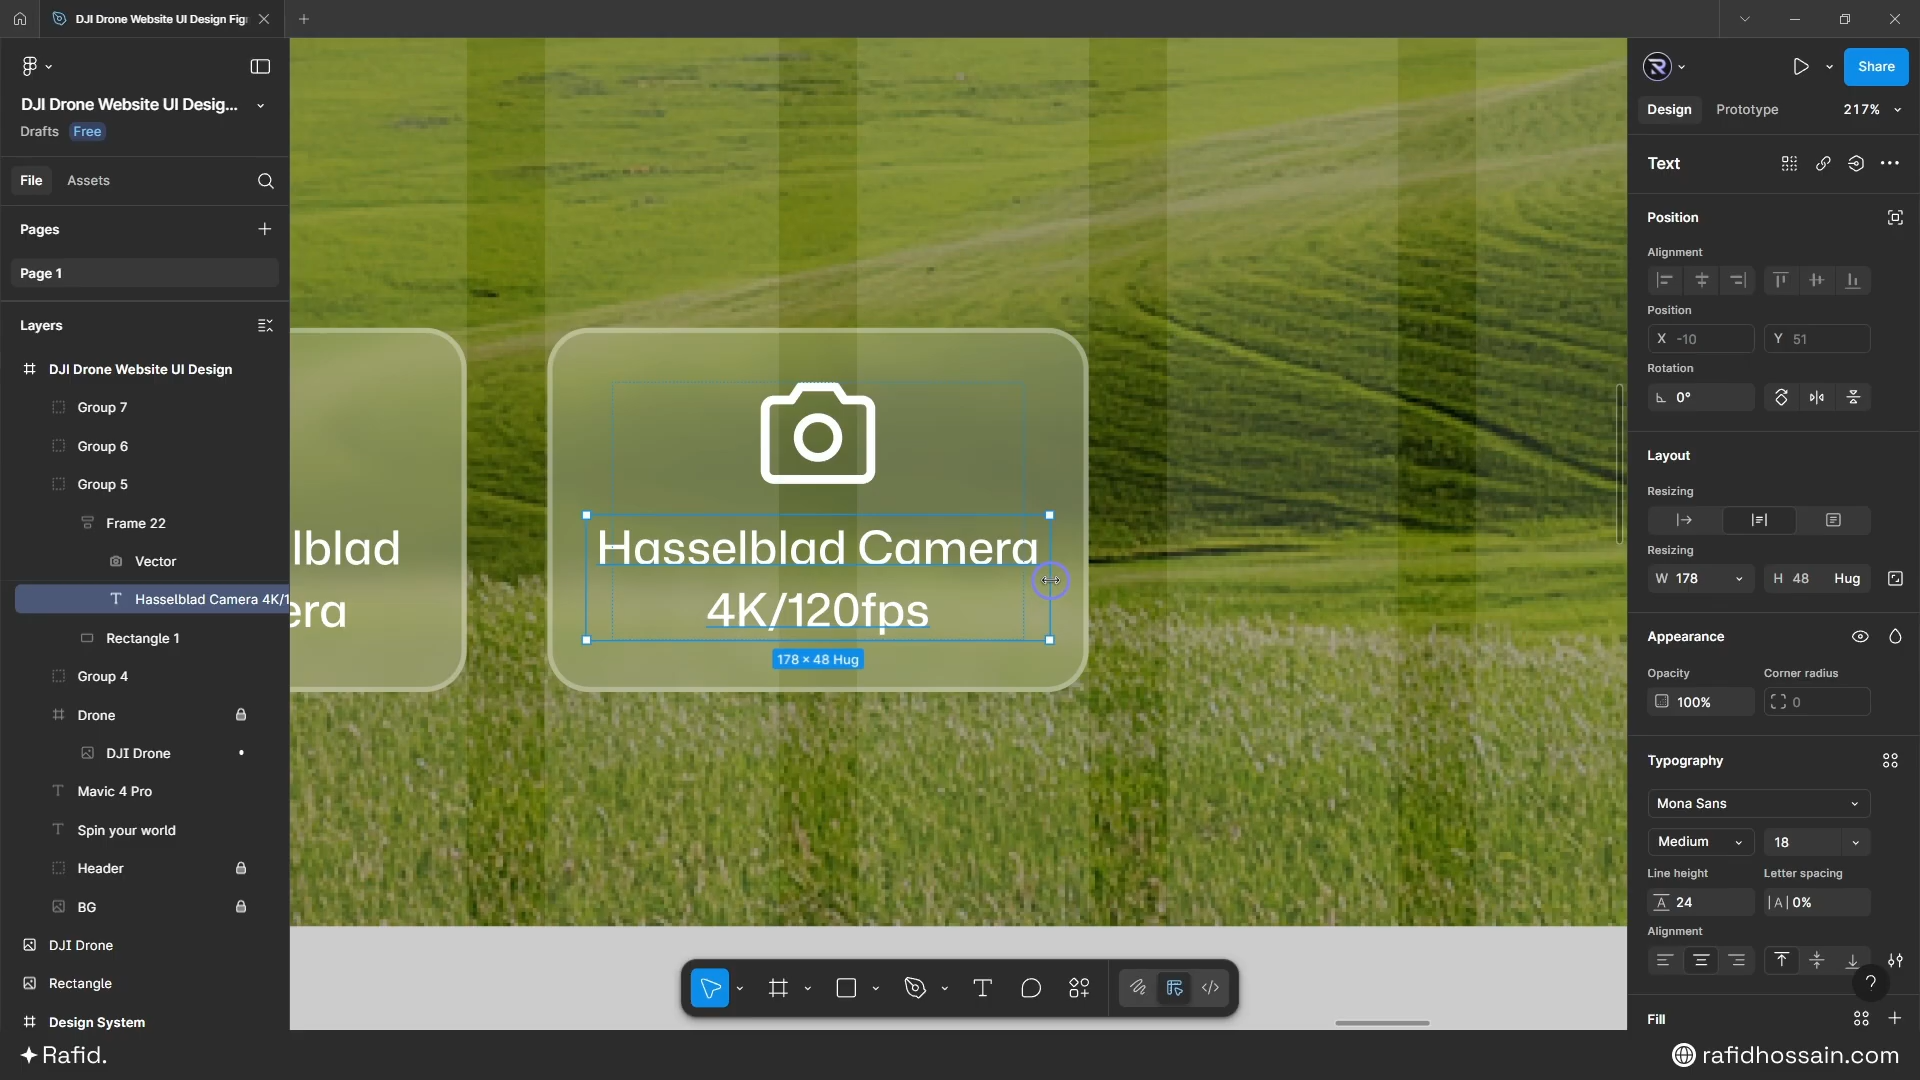 DJI Drone Website UI Design Fig
DJI Drone Website UI Desig...
Drafts Free
File Assets
Pages
Page 1
Layers
DJI Drone Website UI Design
Group 7
Group 6
Group 5
Frame 22
Vector
Hasselblad Camera 4K/1
Rectangle 1
Group 4
Drone
DJI Drone
Mavic 4 Pro
Spin your world
Header
BG
DJI Drone
Rectangle
Design System
lblad
era
Hasselblad Camera
4K/120fps
178 × 48 Hug
Share
Design Prototype 217%
Text
Position
Alignment
Position
X -10 Y 51
Rotation
0°
Layout
Resizing
Resizing
W 178 H 48 Hug
Appearance
Opacity Corner radius
100% 0
Typography
Mona Sans
Medium 18
Line height Letter spacing
24 |A| 0%
Alignment
?
Fill
Rafid.
rafidhossain.com